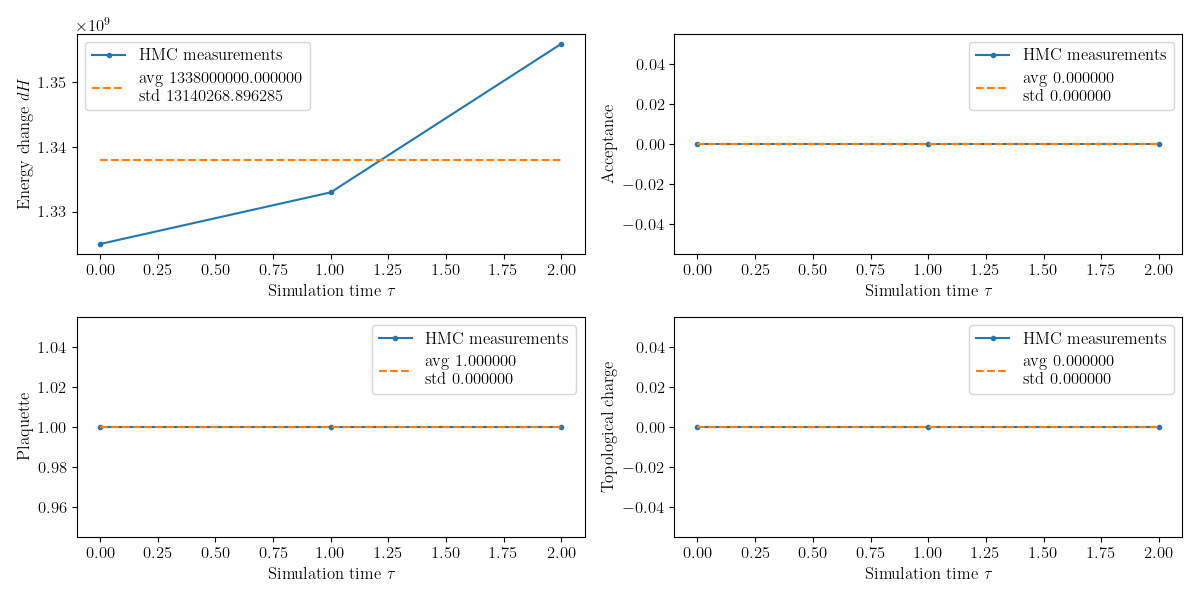 ×10⁹
1.35
1.34
1.33
Energy change dH
HMC measurements
avg 1338000000.000000
std 13140268.896285
0.00 0.25 0.50 0.75 1.00 1.25 1.50 1.75 2.00
Simulation time τ
0.04
0.02
0.00
−0.02
−0.04
Acceptance
HMC measurements
avg 0.000000
std 0.000000
0.00 0.25 0.50 0.75 1.00 1.25 1.50 1.75 2.00
Simulation time τ
1.04
1.02
1.00
0.98
0.96
Plaquette
HMC measurements
avg 1.000000
std 0.000000
0.00 0.25 0.50 0.75 1.00 1.25 1.50 1.75 2.00
Simulation time τ
0.04
0.02
0.00
−0.02
−0.04
Topological charge
HMC measurements
avg 0.000000
std 0.000000
0.00 0.25 0.50 0.75 1.00 1.25 1.50 1.75 2.00
Simulation time τ